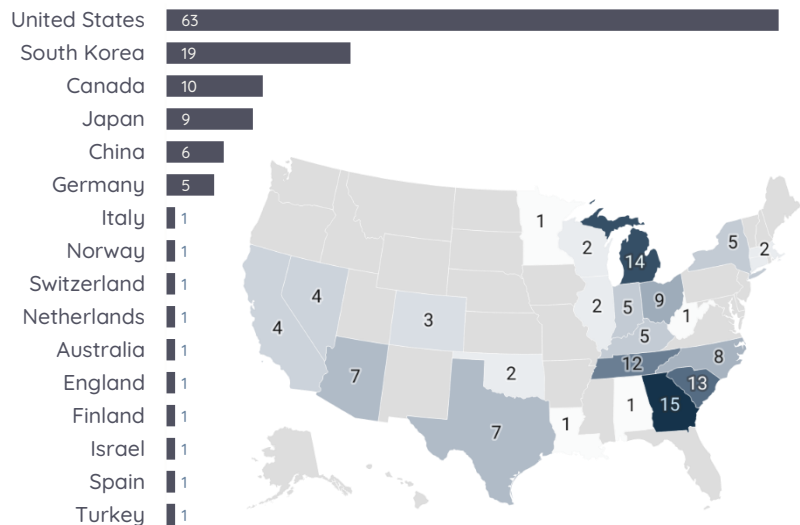 United States 63
South Korea 19
Canada 10
Japan 9
China 6
Germany 5
Italy 1
Norway 1
Switzerland 1
Netherlands 1
Australia 1
England 1
Finland 1
Israel 1
Spain 1
Turkey 1
1
2
14
5
2
4
4
3
2
5
9
1
5
7
2
12
8
13
7
1
1
15